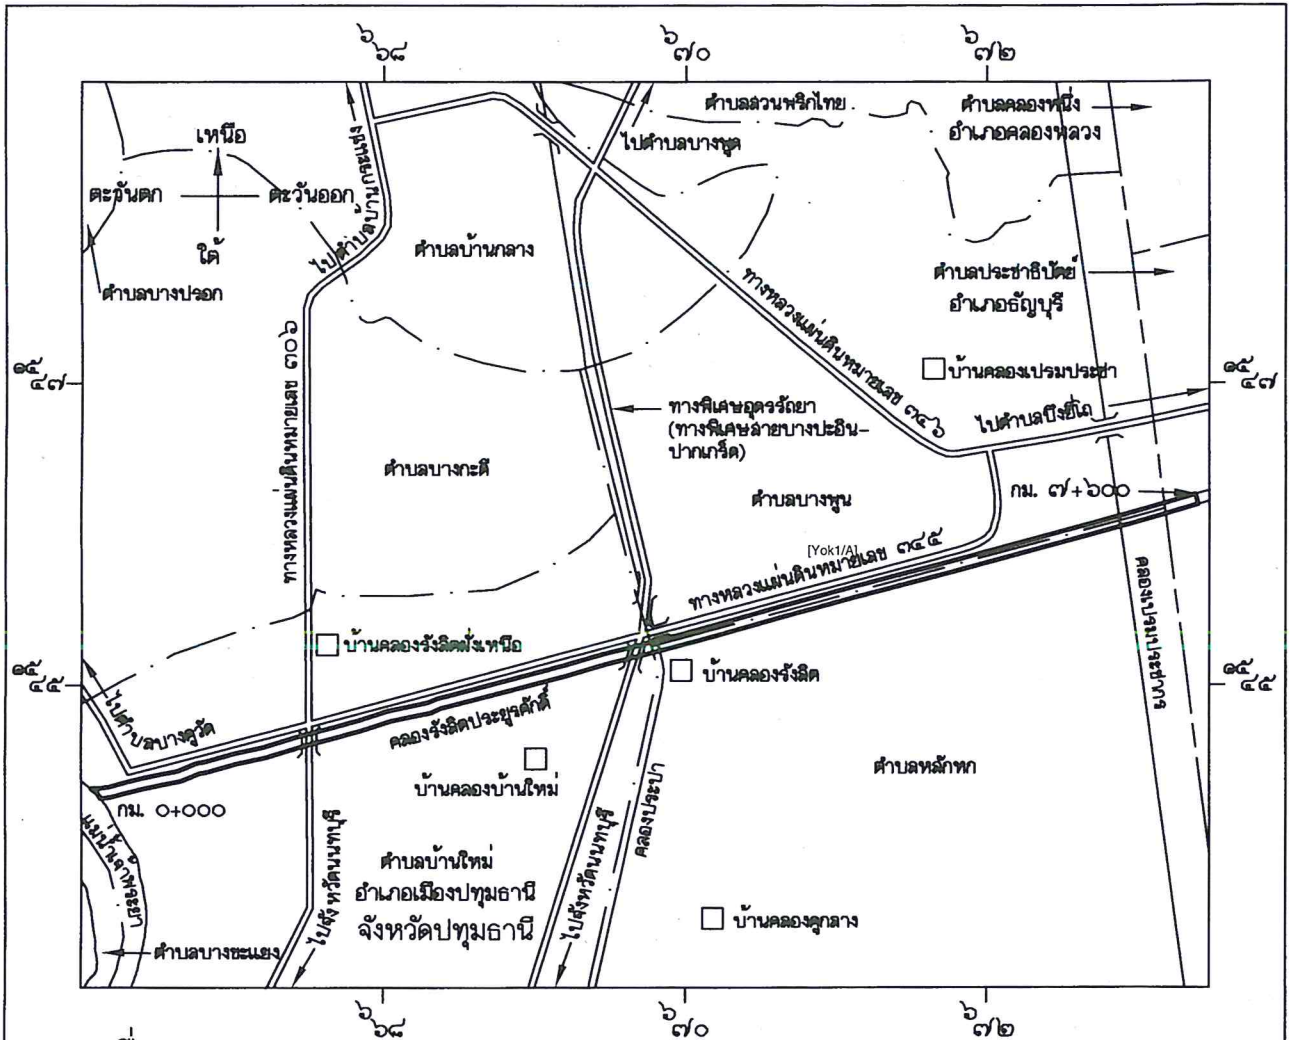 ๖๖๘
๖๗๐
๖๗๒
ตำบลสวนพริกไทย
ตำบลคลองหนึ่ง
อำเภอคลองหลวง
ไปตำบลบางพูด
เหนือ
ตะวันตก
ตะวันออก
ใต้
ไปตำบลบ้านกระแชง
ตำบลบ้านกลาง
ตำบลบางปรอก
ตำบลประชาธิปัตย์
อำเภอธัญบุรี
ทางหลวงแผ่นดินหมายเลข ๓๔๖
ทางหลวงแผ่นดินหมายเลข ๓๐๖
๑๕๔๗
๑๕๔๗
บ้านคลองเปรมประชา
ไปตำบลบึงยี่โถ
ทางพิเศษอุดรรัถยา
(ทางพิเศษสายบางปะอิน-
ปากเกร็ด)
ตำบลบางกะดี
ตำบลบางพูน
กม. ๗+๖๐๐
[Yok1/A]
ทางหลวงแผ่นดินหมายเลข ๓๔๕
คลองเปรมประชากร
บ้านคลองรังสิตฝั่งเหนือ
บ้านคลองรังสิต
๑๕๔๕
๑๕๔๕
ไปตำบลบางคูวัด
คลองรังสิตประยูรศักดิ์
บ้านคลองบ้านใหม่
ตำบลหลักหก
กม. ๐+๐๐๐
แม่น้ำเจ้าพระยา
ไปจังหวัดนนทบุรี
ไปจังหวัดนนทบุรี
คลองประปา
ตำบลบ้านใหม่
อำเภอเมืองปทุมธานี
จังหวัดปทุมธานี
บ้านคลองคูกลาง
ตำบลบางขะแยง
๖๖๘
๖๗๐
๖๗๒